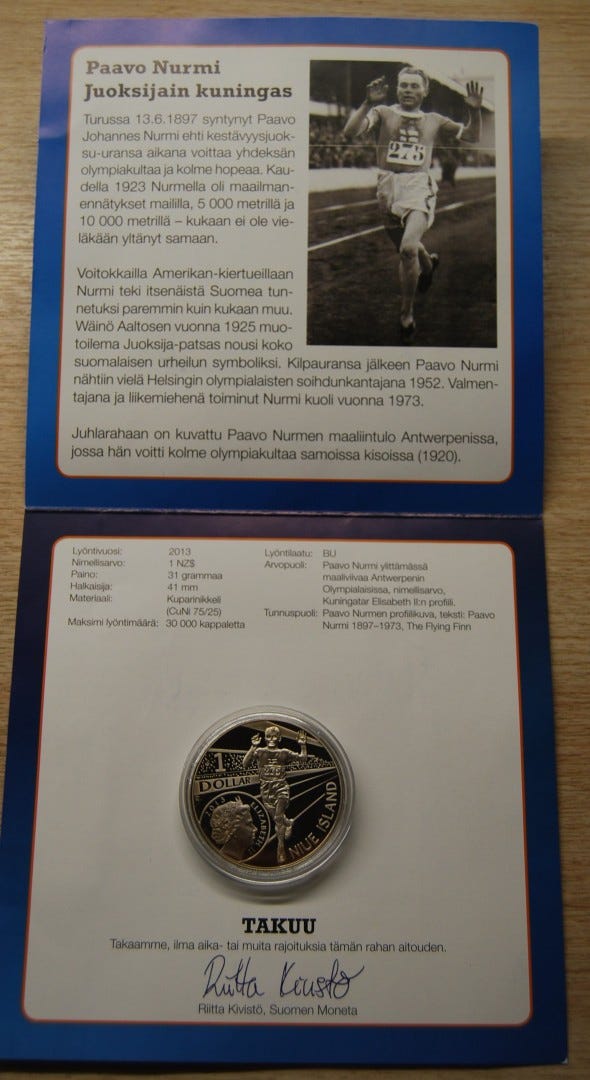 Paavo Nurmi
Juoksijain kuningas
Turussa 13.6.1897 syntynyt Paavo
Johannes Nurmi ehti kestävyysjuok-
su-uransa aikana voittaa yhdeksän
olympiakultaa ja kolme hopeaa. Kau-
della 1923 Nurmella oli maailman-
ennätykset maililla, 5 000 metrillä ja
10 000 metrillä – kukaan ei ole vie-
läkään yltänyt samaan.
Voitokkailla Amerikan-kiertueillaan
Nurmi teki itsenäistä Suomea tun-
netuksi paremmin kuin kukaan muu.
Wäinö Aaltosen vuonna 1925 muo-
toilema Juoksija-patsas nousi koko
suomalaisen urheilun symboliksi. Kilpauransa jälkeen Paavo Nurmi
nähtiin vielä Helsingin olympialaisten soihdunkantajana 1952. Valmen-
tajana ja liikemiehenä toiminut Nurmi kuoli vuonna 1973.
Juhlarahaan on kuvattu Paavo Nurmen maaliintulo Antwerpenissa,
jossa hän voitti kolme olympiakultaa samoissa kisoissa (1920).
273
Lyöntivuosi: 2013
Nimellisarvo: 1 NZ$
Paino: 31 grammaa
Halkaisija: 41 mm
Materiaali: Kuparinikkeli
(CuNi 75/25)
Maksimi lyöntimäärä: 30 000 kappaletta
Lyöntilaatu: BU
Arvopuoli: Paavo Nurmi ylittämässä
maaliviivaa Antwerpenin
Olympialaisissa, nimellisarvo,
Kuningatar Elisabeth II:n profiili.
Tunnuspuoli: Paavo Nurmen profiilikuva, teksti: Paavo
Nurmi 1897–1973, The Flying Finn
1
DOLLAR
2013
ELIZABETH II
NIUE ISLAND
TAKUU
Takaamme, ilma aika- tai muita rajoituksia tämän rahan aitouden.
Riitta Kivistö
Riitta Kivistö, Suomen Moneta